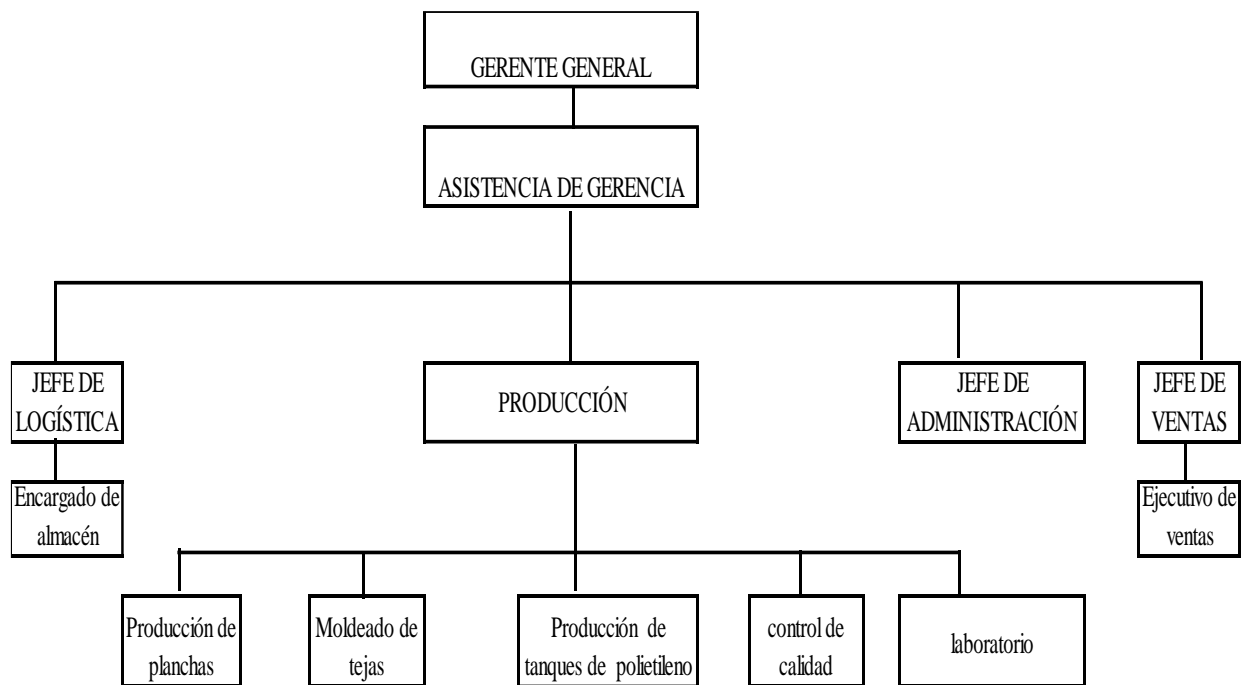 GERENTE GENERAL
ASISTENCIA DE GERENCIA
JEFE DE
LOGÍSTICA
PRODUCCIÓN
JEFE DE
ADMINISTRACIÓN
JEFE DE
VENTAS
Encargado de
almacén
Ejecutivo de
ventas
Producción de
planchas
Moldeado de
tejas
Producción de
tanques de polietileno
control de
calidad
laboratorio